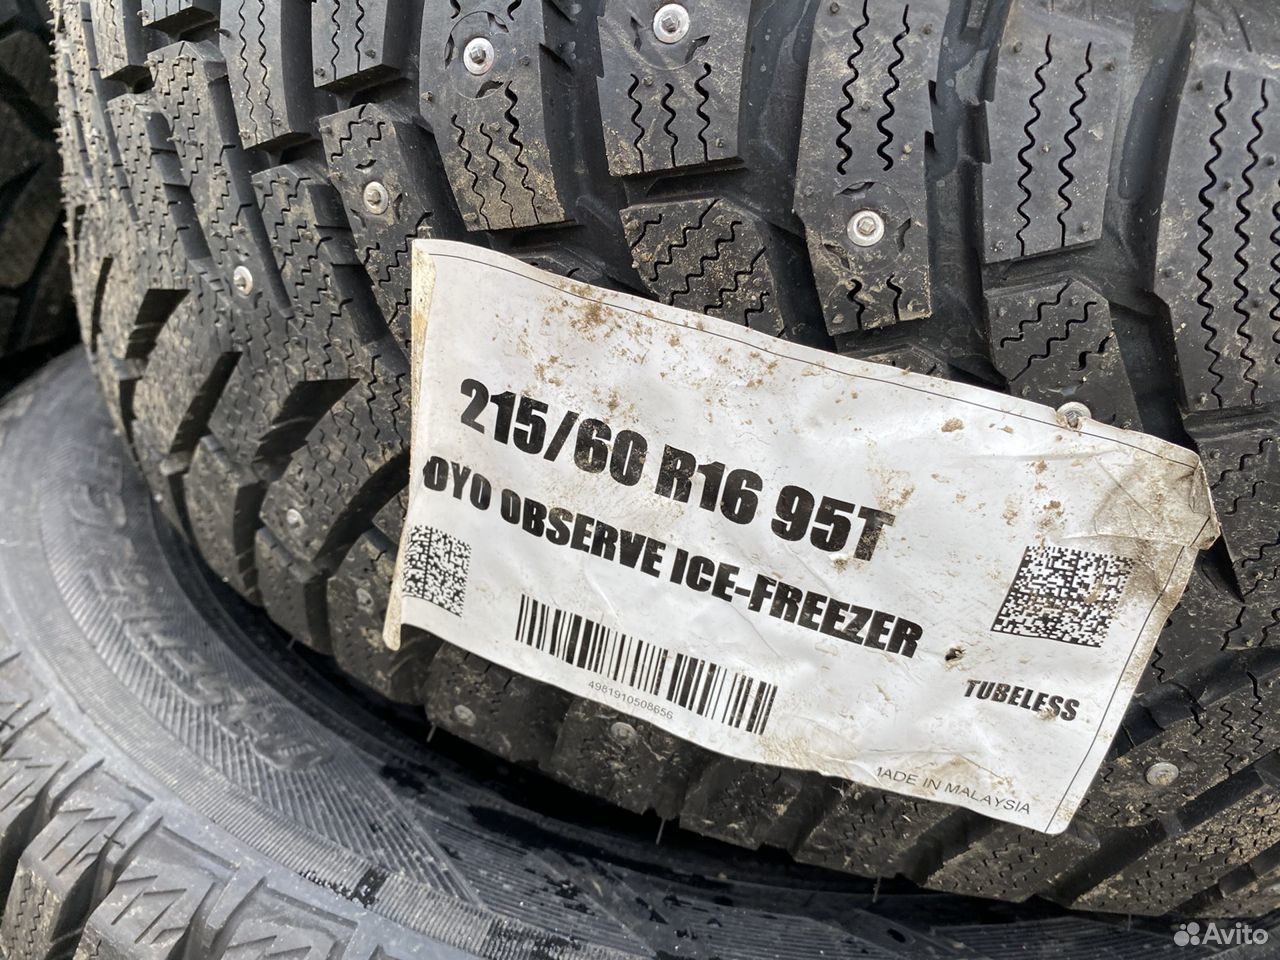 215/60 R16 95T
OYO OBSERVE ICE-FREEZER
4981910508656
TUBELESS
ADE IN MALAYSIA
Avito